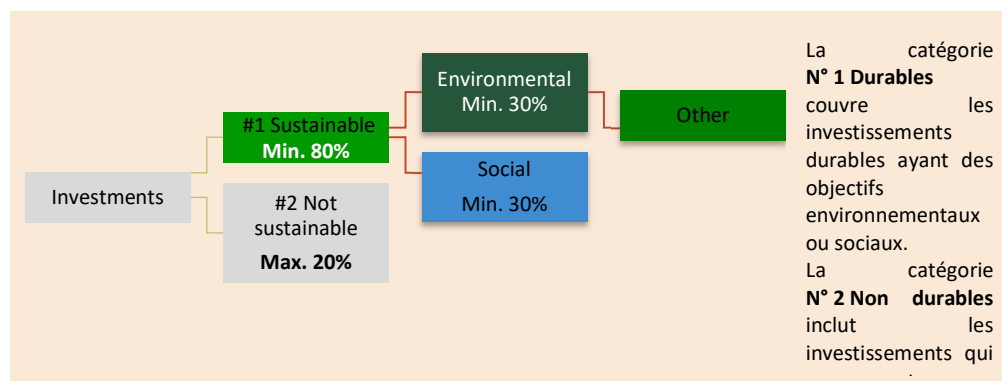 Investments
#1 Sustainable
Min. 80%
#2 Not
sustainable
Max. 20%
Environmental
Min. 30%
Social
Min. 30%
Other
La catégorie
N° 1 Durables
couvre les
investissements
durables ayant des
objectifs
environnementaux
ou sociaux.
La catégorie
N° 2 Non durables
inclut les
investissements qui